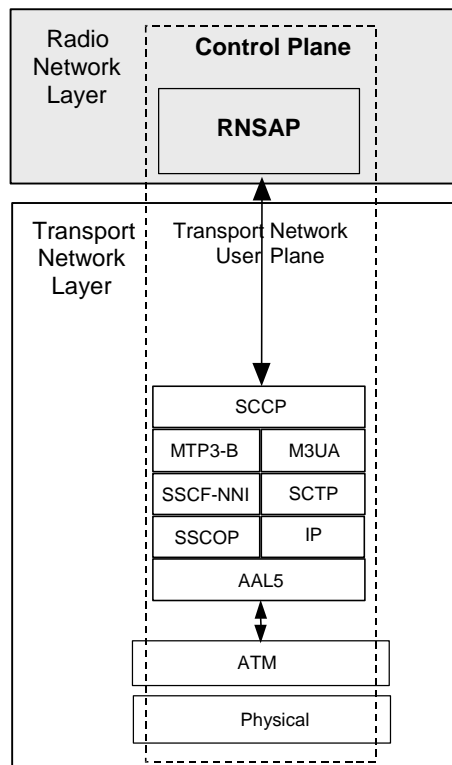 Radio
Network
Layer
Control Plane
RNSAP
Transport
Network
Layer
Transport Network
User Plane
SCCP
MTP3-B
M3UA
SSCF-NNI
SCTP
SSCOP
IP
AAL5
ATM
Physical